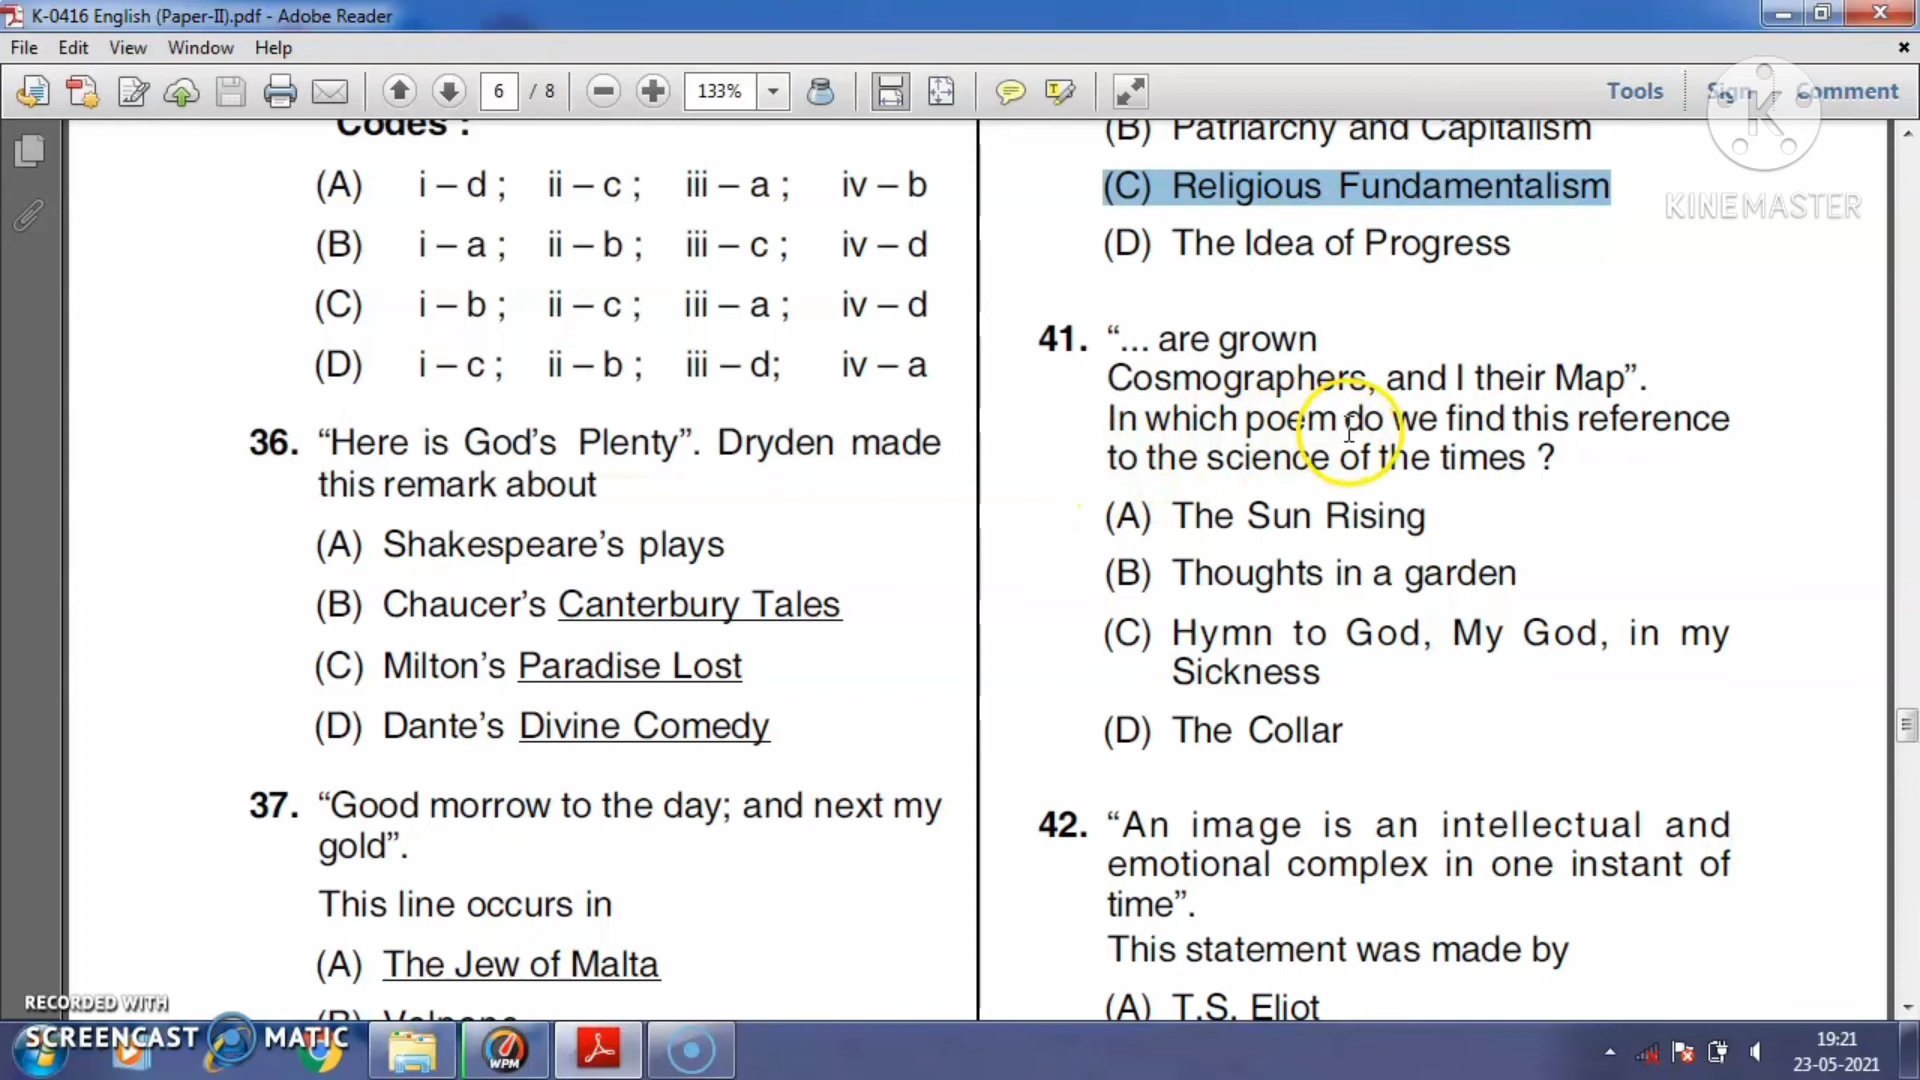 K-0416 English (Paper-II).pdf - Adobe Reader
File Edit View Window Help
6 / 8 133% Tools Sign Comment
KINEMASTER
Codes :
(A) i – d ; ii – c ; iii – a ; iv – b
(B) i – a ; ii – b ; iii – c ; iv – d
(C) i – b ; ii – c ; iii – a ; iv – d
(D) i – c ; ii – b ; iii – d; iv – a
36. “Here is God’s Plenty”. Dryden made
this remark about
(A) Shakespeare’s plays
(B) Chaucer’s Canterbury Tales
(C) Milton’s Paradise Lost
(D) Dante’s Divine Comedy
37. “Good morrow to the day; and next my
gold”.
This line occurs in
(A) The Jew of Malta
(B) Volpone
(B) Patriarchy and Capitalism
(C) Religious Fundamentalism
(D) The Idea of Progress
41. “... are grown
Cosmographers, and I their Map”.
In which poem do we find this reference
to the science of the times ?
(A) The Sun Rising
(B) Thoughts in a garden
(C) Hymn to God, My God, in my
Sickness
(D) The Collar
42. “An image is an intellectual and
emotional complex in one instant of
time”.
This statement was made by
(A) T.S. Eliot
RECORDED WITH
SCREENCAST MATIC
WPM
19:21
23-05-2021